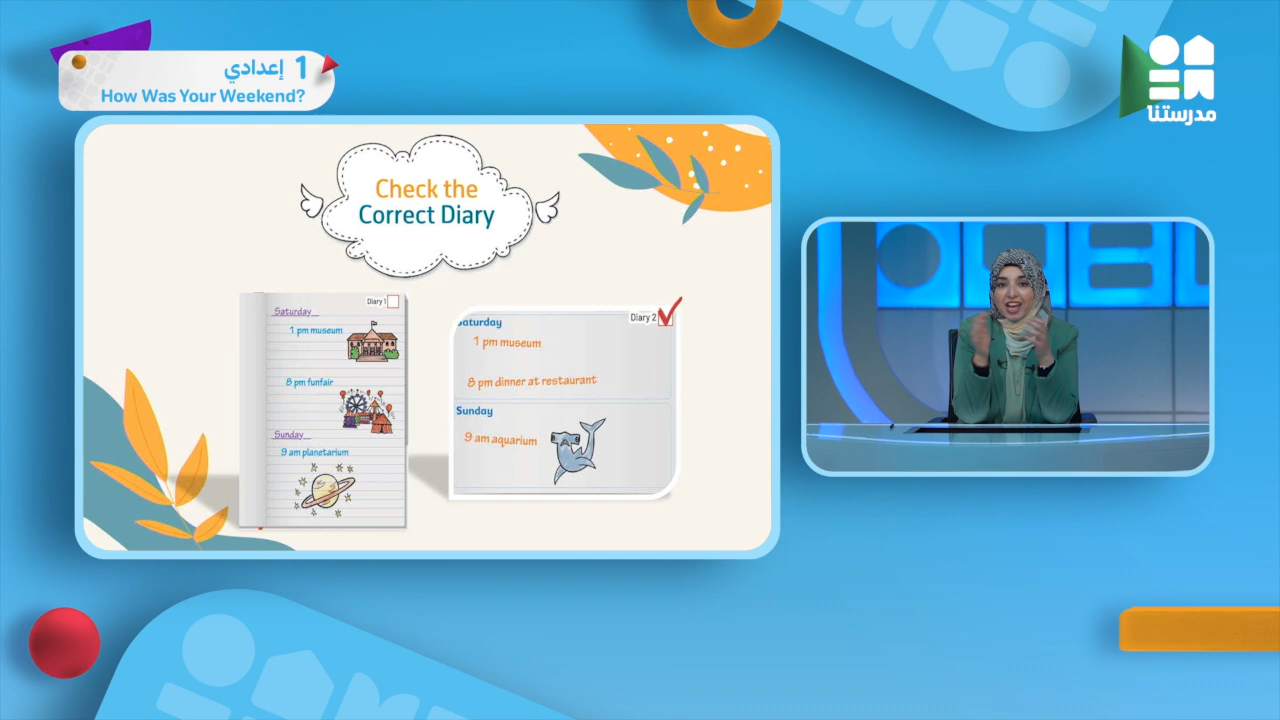 1 إعدادي
How Was Your Weekend?
مدرستنا
Check the
Correct Diary
Diary 1
Saturday
1 pm museum
8 pm funfair
Sunday
9 am planetarium
Diary 2
Saturday
1 pm museum
8 pm dinner at restaurant
Sunday
9 am aquarium